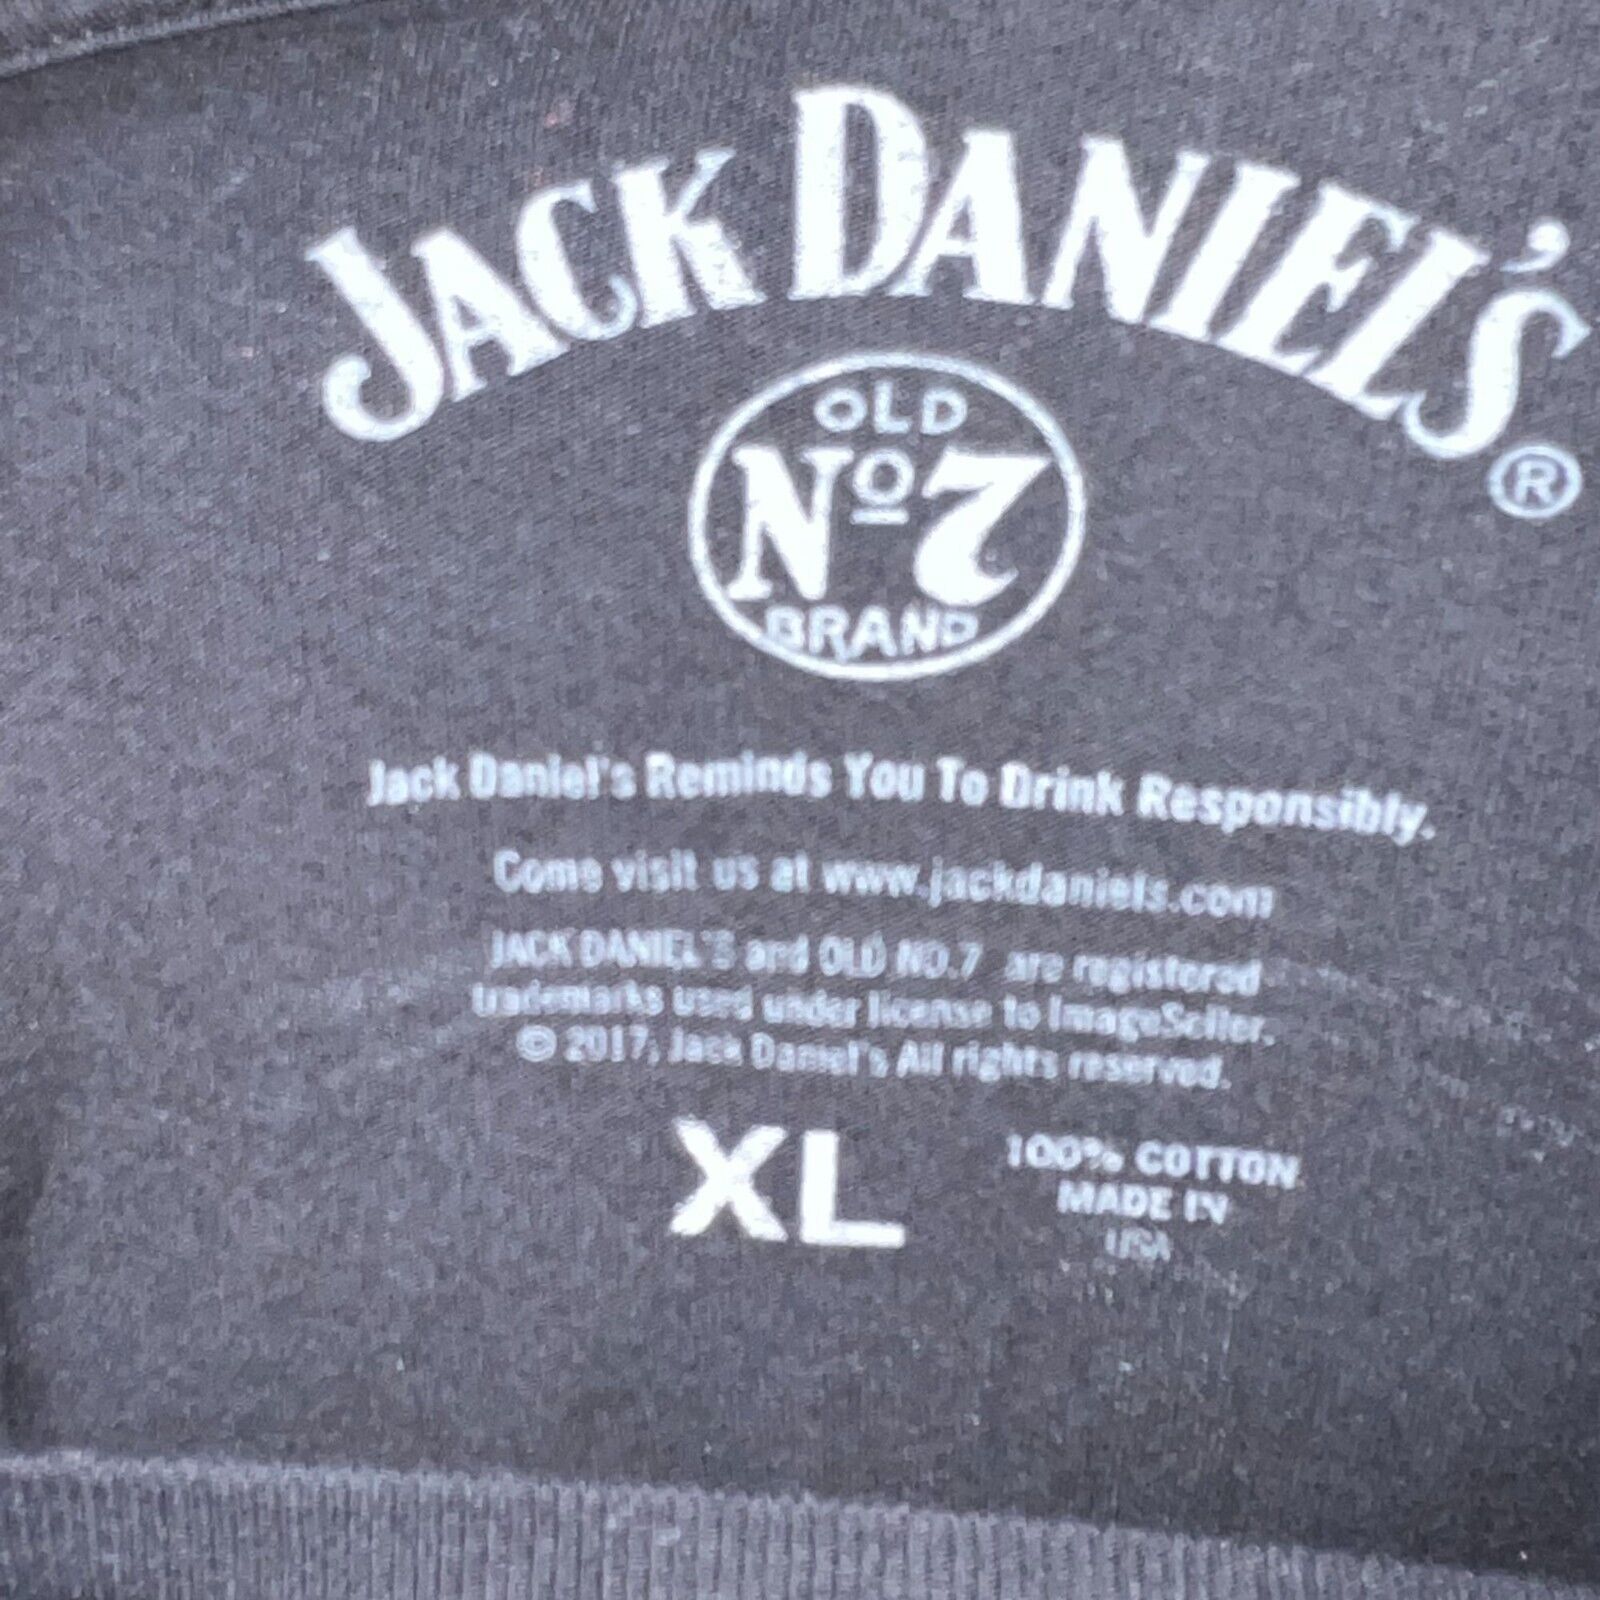 JACK DANIEL'S®
OLD
Nº7
BRAND
Jack Daniel's Reminds You To Drink Responsibly.
Come visit us at www.jackdaniels.com
JACK DANIEL'S and OLD NO.7 are registered
trademarks used under license to ImageSeller.
© 2017, Jack Daniel's All rights reserved.
XL
100% COTTON
MADE IN
USA